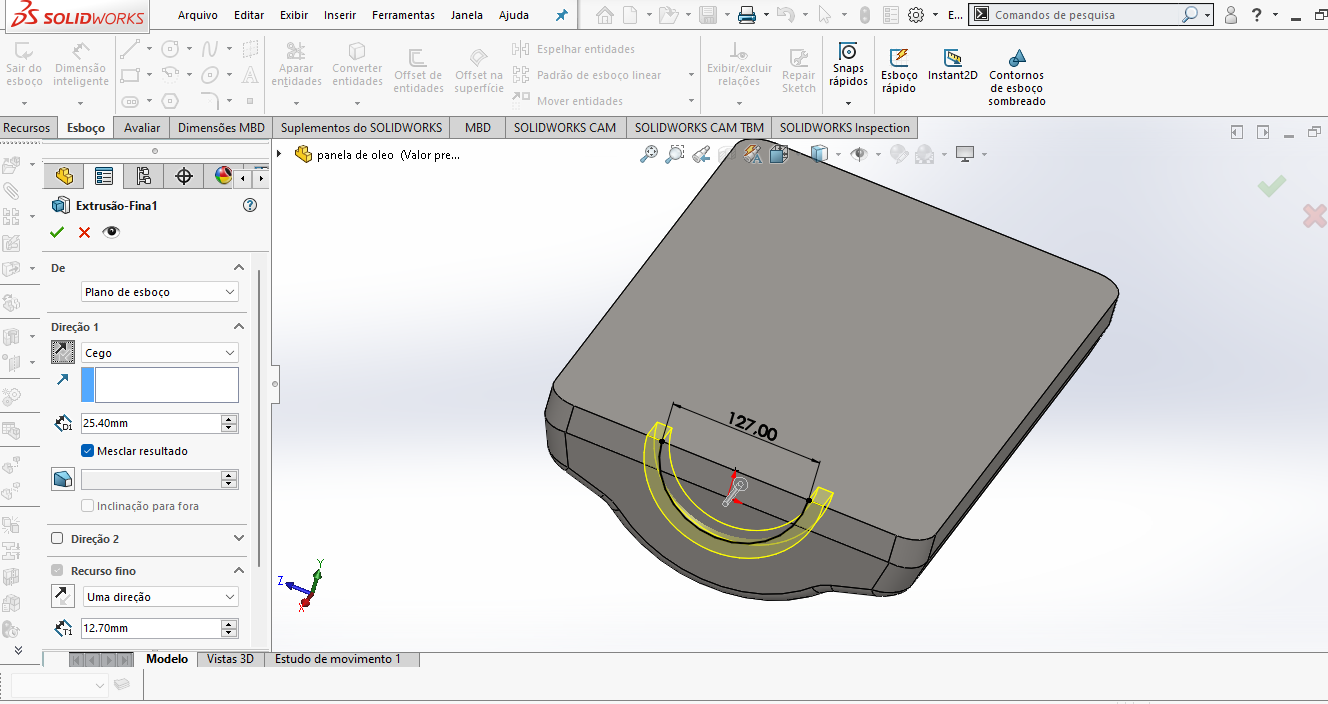 SOLIDWORKS
Arquivo Editar Exibir Inserir Ferramentas Janela Ajuda
E...
Comandos de pesquisa
Sair do esboço
Dimensão inteligente
Aparar entidades
Converter entidades
Offset de entidades
Offset na superfície
Espelhar entidades
Padrão de esboço linear
Mover entidades
Exibir/excluir relações
Repair Sketch
Snaps rápidos
Esboço rápido
Instant2D
Contornos de esboço sombreado
Recursos Esboço Avaliar Dimensões MBD Suplementos do SOLIDWORKS MBD SOLIDWORKS CAM SOLIDWORKS CAM TBM SOLIDWORKS Inspection
panela de oleo (Valor pre...
Extrusão-Fina1
De
Plano de esboço
Direção 1
Cego
D1
25.40mm
Mesclar resultado
Inclinação para fora
Direção 2
Recurso fino
Uma direção
T1
12.70mm
127,00
Y
Z
X
Modelo Vistas 3D Estudo de movimento 1